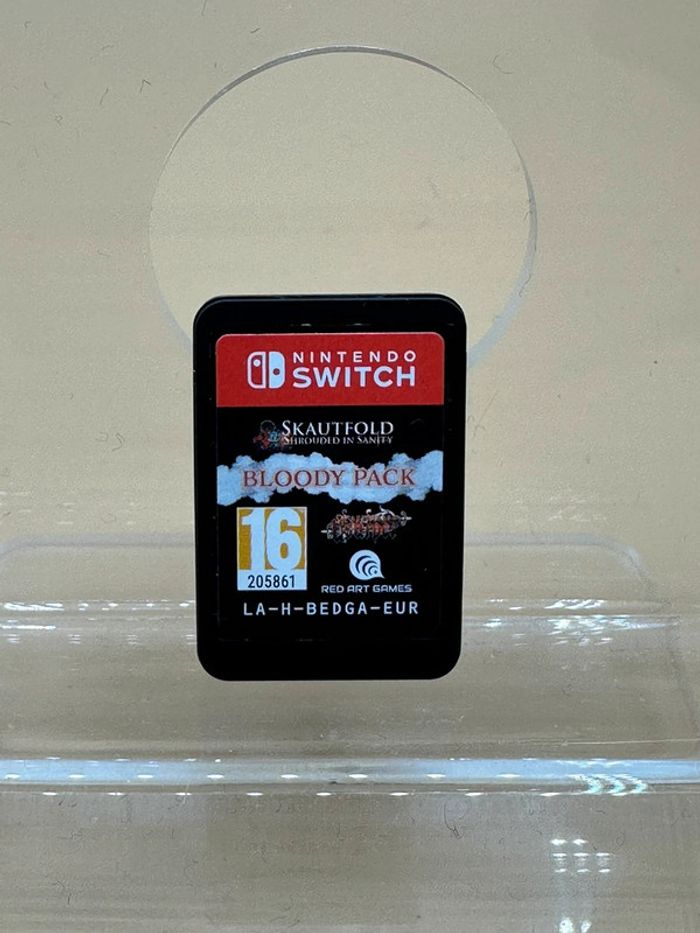 NINTENDO
SWITCH
SKAUTFOLD
SHROUDED IN SANITY
BLOODY PACK
16
205861
RED ART GAMES
LA-H-BEDGA-EUR